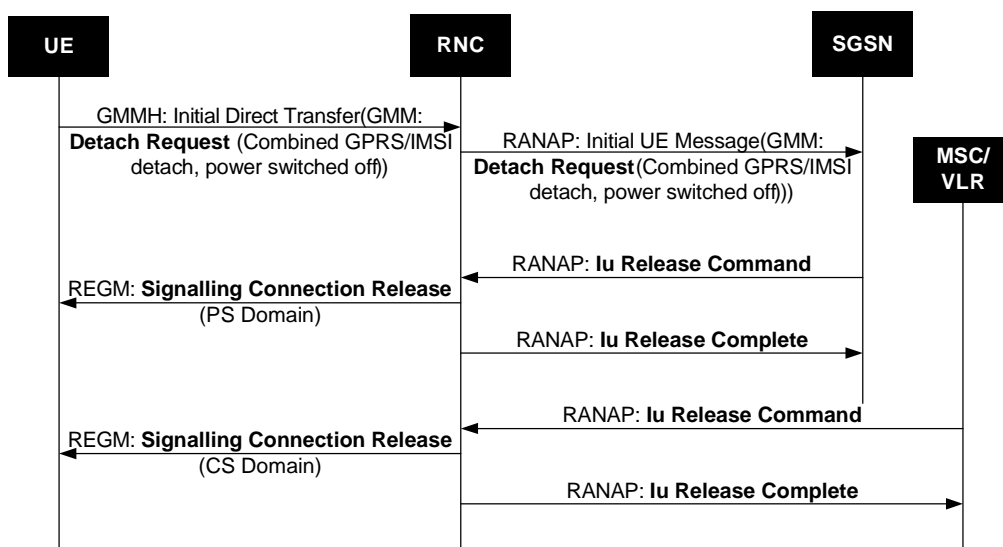 UE
RNC
SGSN
GMMH: Initial Direct Transfer(GMM:
Detach Request (Combined GPRS/IMSI
detach, power switched off))
RANAP: Initial UE Message(GMM:
Detach Request(Combined GPRS/IMSI
detach, power switched off)))
MSC/
VLR
RANAP: Iu Release Command
REGM: Signalling Connection Release
(PS Domain)
RANAP: Iu Release Complete
RANAP: Iu Release Command
REGM: Signalling Connection Release
(CS Domain)
RANAP: Iu Release Complete